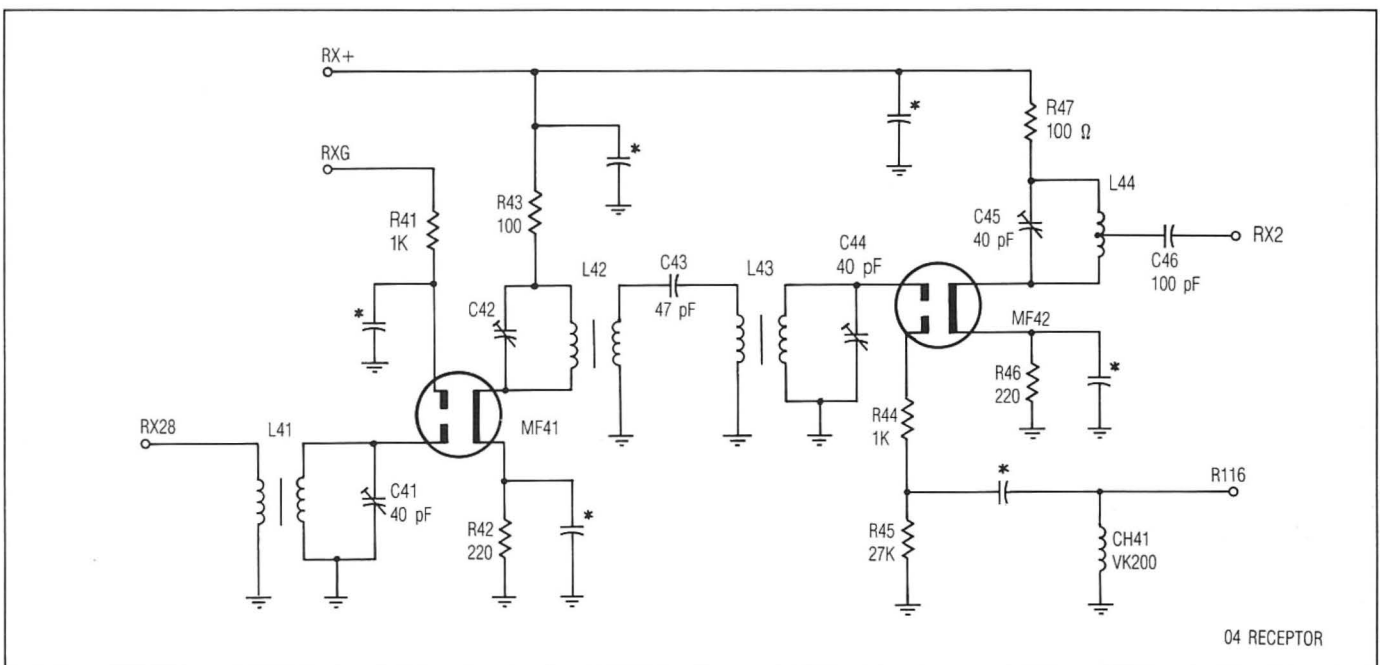 RX+
R47
100 Ω
*
*
RXG
L44
R43
100
R41
1K
C45
40 pF
C44
40 pF
RX2
C46
100 pF
L42
C43
47 pF
L43
C42
*
MF42
R46
220
*
RX28
L41
MF41
R44
1K
C41
40 pF
R42
220
*
*
R116
R45
27K
CH41
VK200
04 RECEPTOR